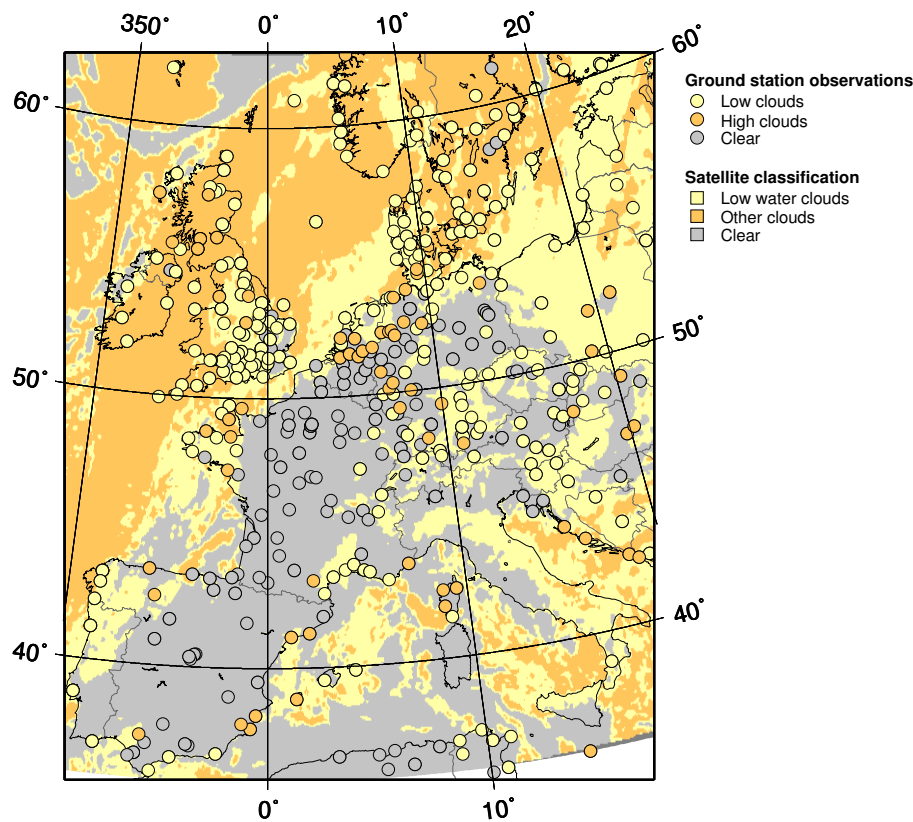 350° 0° 10° 20°
60°
60°
50°
50°
40°
40°
0° 10°
Ground station observations
Low clouds
High clouds
Clear
Satellite classification
Low water clouds
Other clouds
Clear